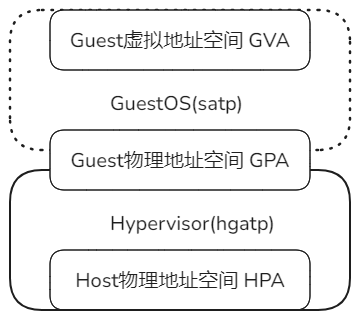 Guest虚拟地址空间 GVA
GuestOS(satp)
Guest物理地址空间 GPA
Hypervisor(hgatp)
Host物理地址空间 HPA